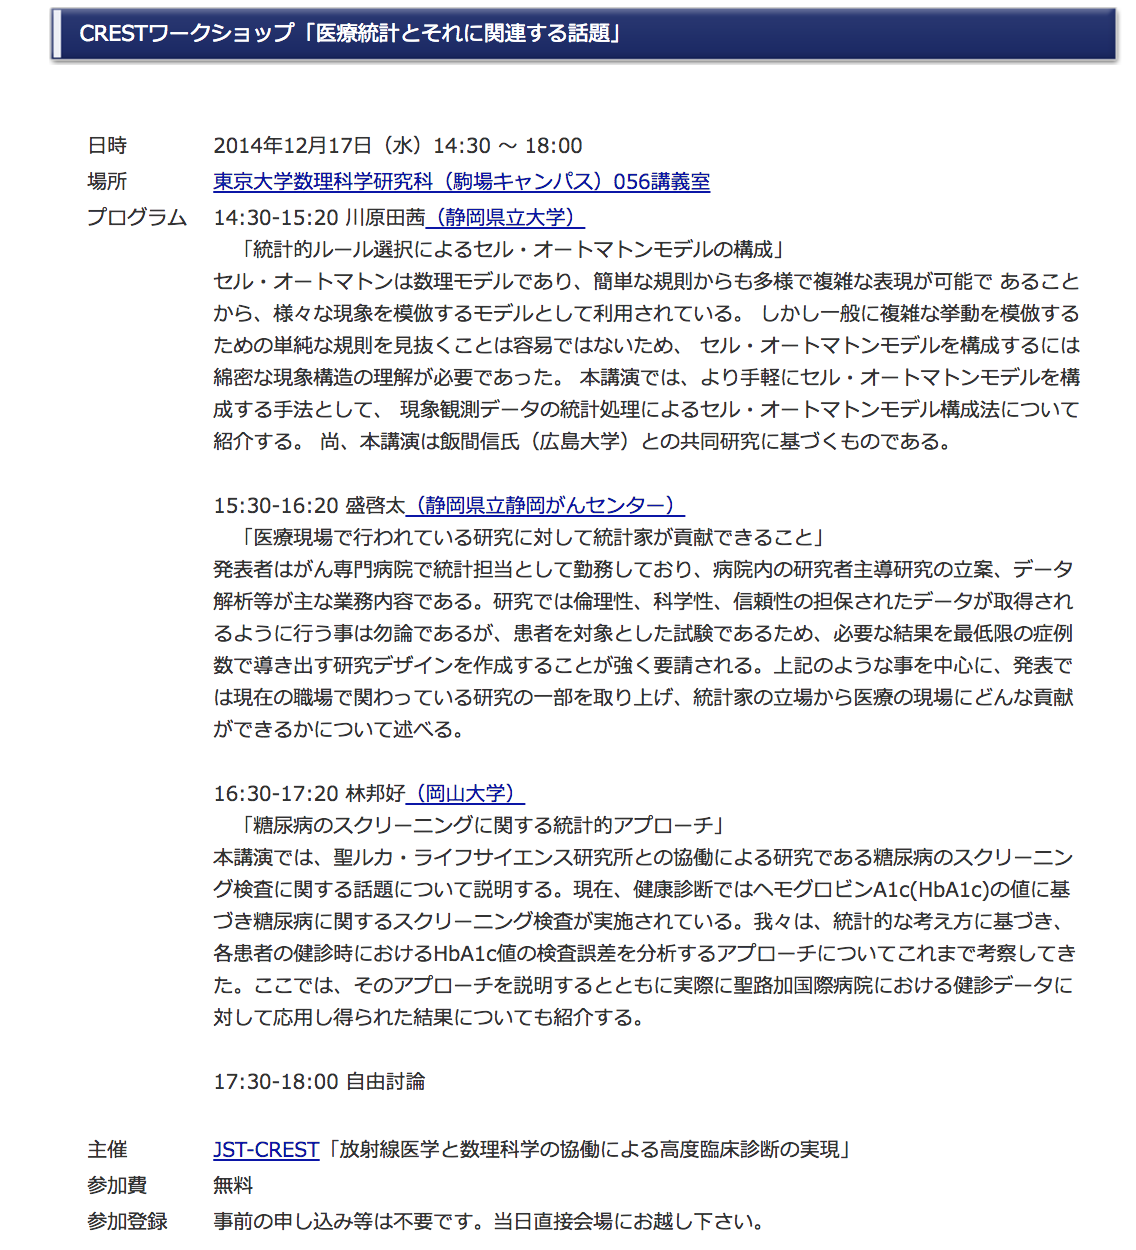 CRESTワークショップ「医療統計とそれに関連する話題」
日時 2014年12月17日（水）14:30 ～ 18:00
場所 東京大学数理科学研究科（駒場キャンパス）056講義室
プログラム 14:30-15:20 川原田茜（静岡県立大学）
「統計的ルール選択によるセル・オートマトンモデルの構成」
セル・オートマトンは数理モデルであり、簡単な規則からも多様で複雑な表現が可能で あること
から、様々な現象を模倣するモデルとして利用されている。 しかし一般に複雑な挙動を模倣する
ための単純な規則を見抜くことは容易ではないため、 セル・オートマトンモデルを構成するには
綿密な現象構造の理解が必要であった。 本講演では、より手軽にセル・オートマトンモデルを構
成する手法として、 現象観測データの統計処理によるセル・オートマトンモデル構成法について
紹介する。 尚、本講演は飯間信氏（広島大学）との共同研究に基づくものである。
15:30-16:20 盛啓太（静岡県立静岡がんセンター）
「医療現場で行われている研究に対して統計家が貢献できること」
発表者はがん専門病院で統計担当として勤務しており、病院内の研究者主導研究の立案、データ
解析等が主な業務内容である。研究では倫理性、科学性、信頼性の担保されたデータが取得され
るように行う事は勿論であるが、患者を対象とした試験であるため、必要な結果を最低限の症例
数で導き出す研究デザインを作成することが強く要請される。上記のような事を中心に、発表で
は現在の職場で関わっている研究の一部を取り上げ、統計家の立場から医療の現場にどんな貢献
ができるかについて述べる。
16:30-17:20 林邦好（岡山大学）
「糖尿病のスクリーニングに関する統計的アプローチ」
本講演では、聖ルカ・ライフサイエンス研究所との協働による研究である糖尿病のスクリーニン
グ検査に関する話題について説明する。現在、健康診断ではヘモグロビンA1c(HbA1c)の値に基
づき糖尿病に関するスクリーニング検査が実施されている。我々は、統計的な考え方に基づき、
各患者の健診時におけるHbA1c値の検査誤差を分析するアプローチについてこれまで考察してき
た。ここでは、そのアプローチを説明するとともに実際に聖路加国際病院における健診データに
対して応用し得られた結果についても紹介する。
17:30-18:00 自由討論
主催 JST-CREST「放射線医学と数理科学の協働による高度臨床診断の実現」
参加費 無料
参加登録 事前の申し込み等は不要です。当日直接会場にお越し下さい。